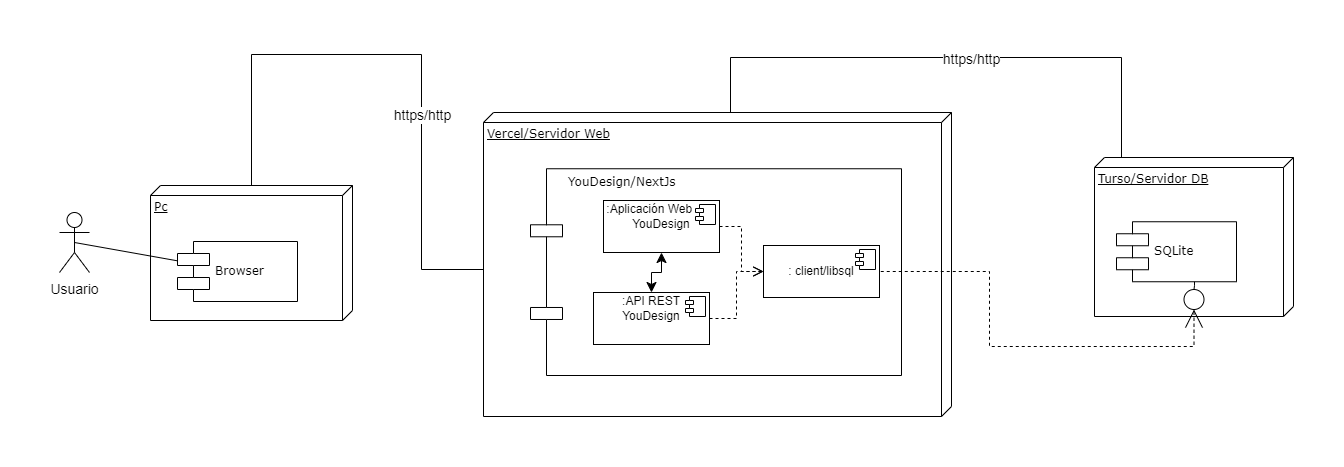 https/http
https/http
Vercel/Servidor Web
Turso/Servidor DB
YouDesign/NextJs
Pc
:Aplicación Web
YouDesign
SQLite
Browser
: client/libsql
Usuario
:API REST
YouDesign